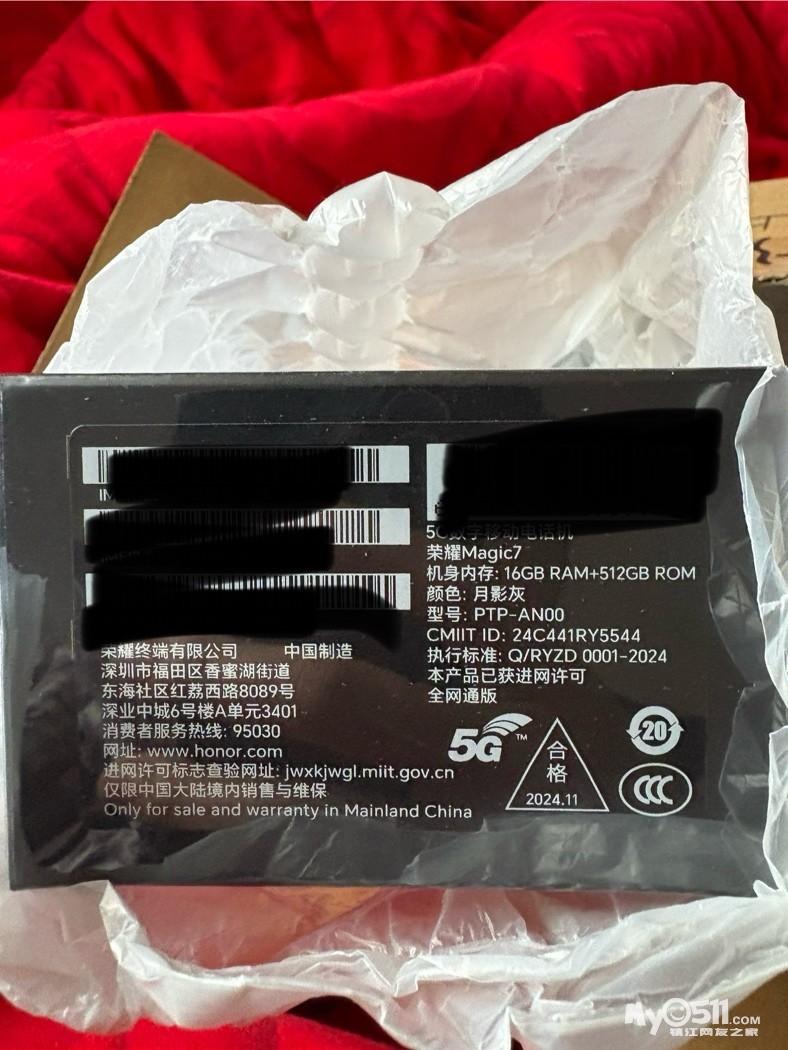 5G数字移动电话机
荣耀Magic7
机身内存: 16GB RAM+512GB ROM
颜色: 月影灰
型号: PTP-AN00
CMIIT ID: 24C441RY5544
执行标准: Q/RYZD 0001-2024
本产品已获进网许可
全网通版
荣耀终端有限公司 中国制造
深圳市福田区香蜜湖街道
东海社区红荔西路8089号
深业中城6号楼A单元3401
消费者服务热线: 95030
网址: www.honor.com
进网许可标志查验网址: jwxkjwgl.miit.gov.cn
仅限中国大陆境内销售与维保
Only for sale and warranty in Mainland China
5G™
合
格
2024.11
20
CCC
My0511.COM
镇江网友之家